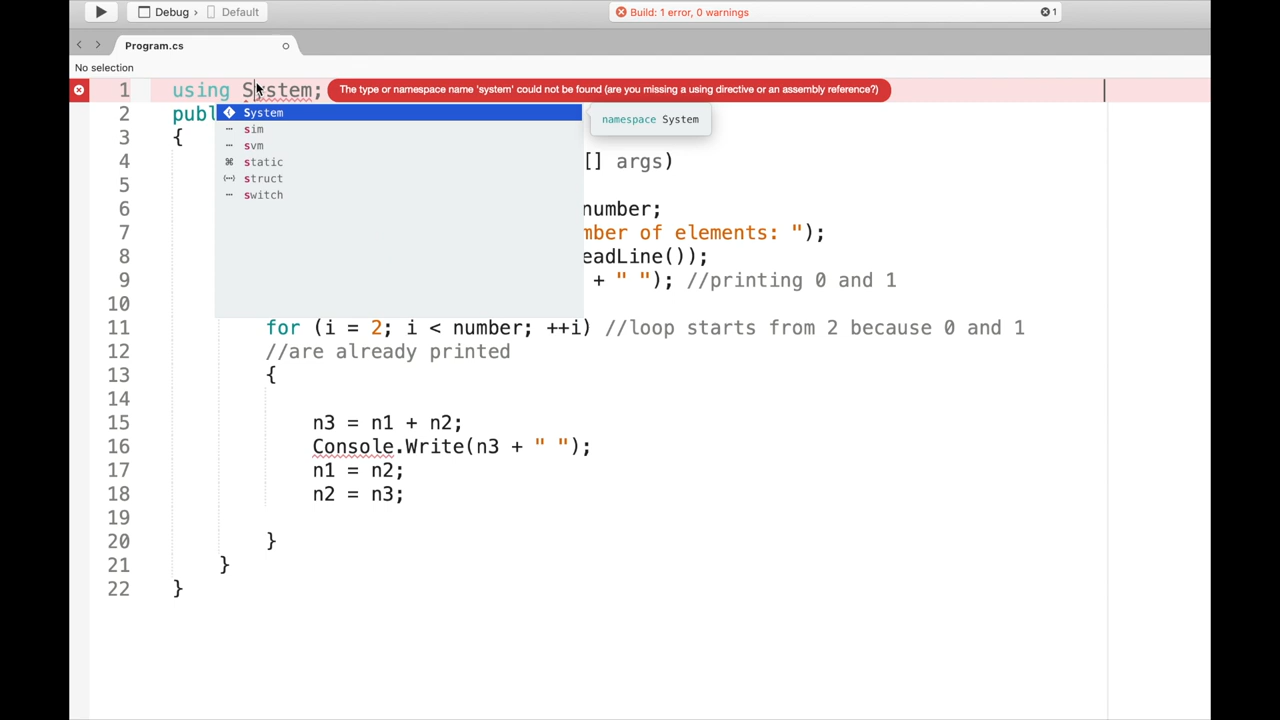 Debug › Default Build: 1 error, 0 warnings 1
Program.cs
No selection
1 using System; The type or namespace name 'system' could not be found (are you missing a using directive or an assembly reference?)
2 publ System namespace System
3 { sim
svm
4 static [] args)
5 struct
switch
6 number;
7 mber of elements: ");
8 eadLine());
9 + " "); //printing 0 and 1
10
11 for (i = 2; i < number; ++i) //loop starts from 2 because 0 and 1
12 //are already printed
13 {
14
15 n3 = n1 + n2;
16 Console.Write(n3 + " ");
17 n1 = n2;
18 n2 = n3;
19
20 }
21 }
22 }